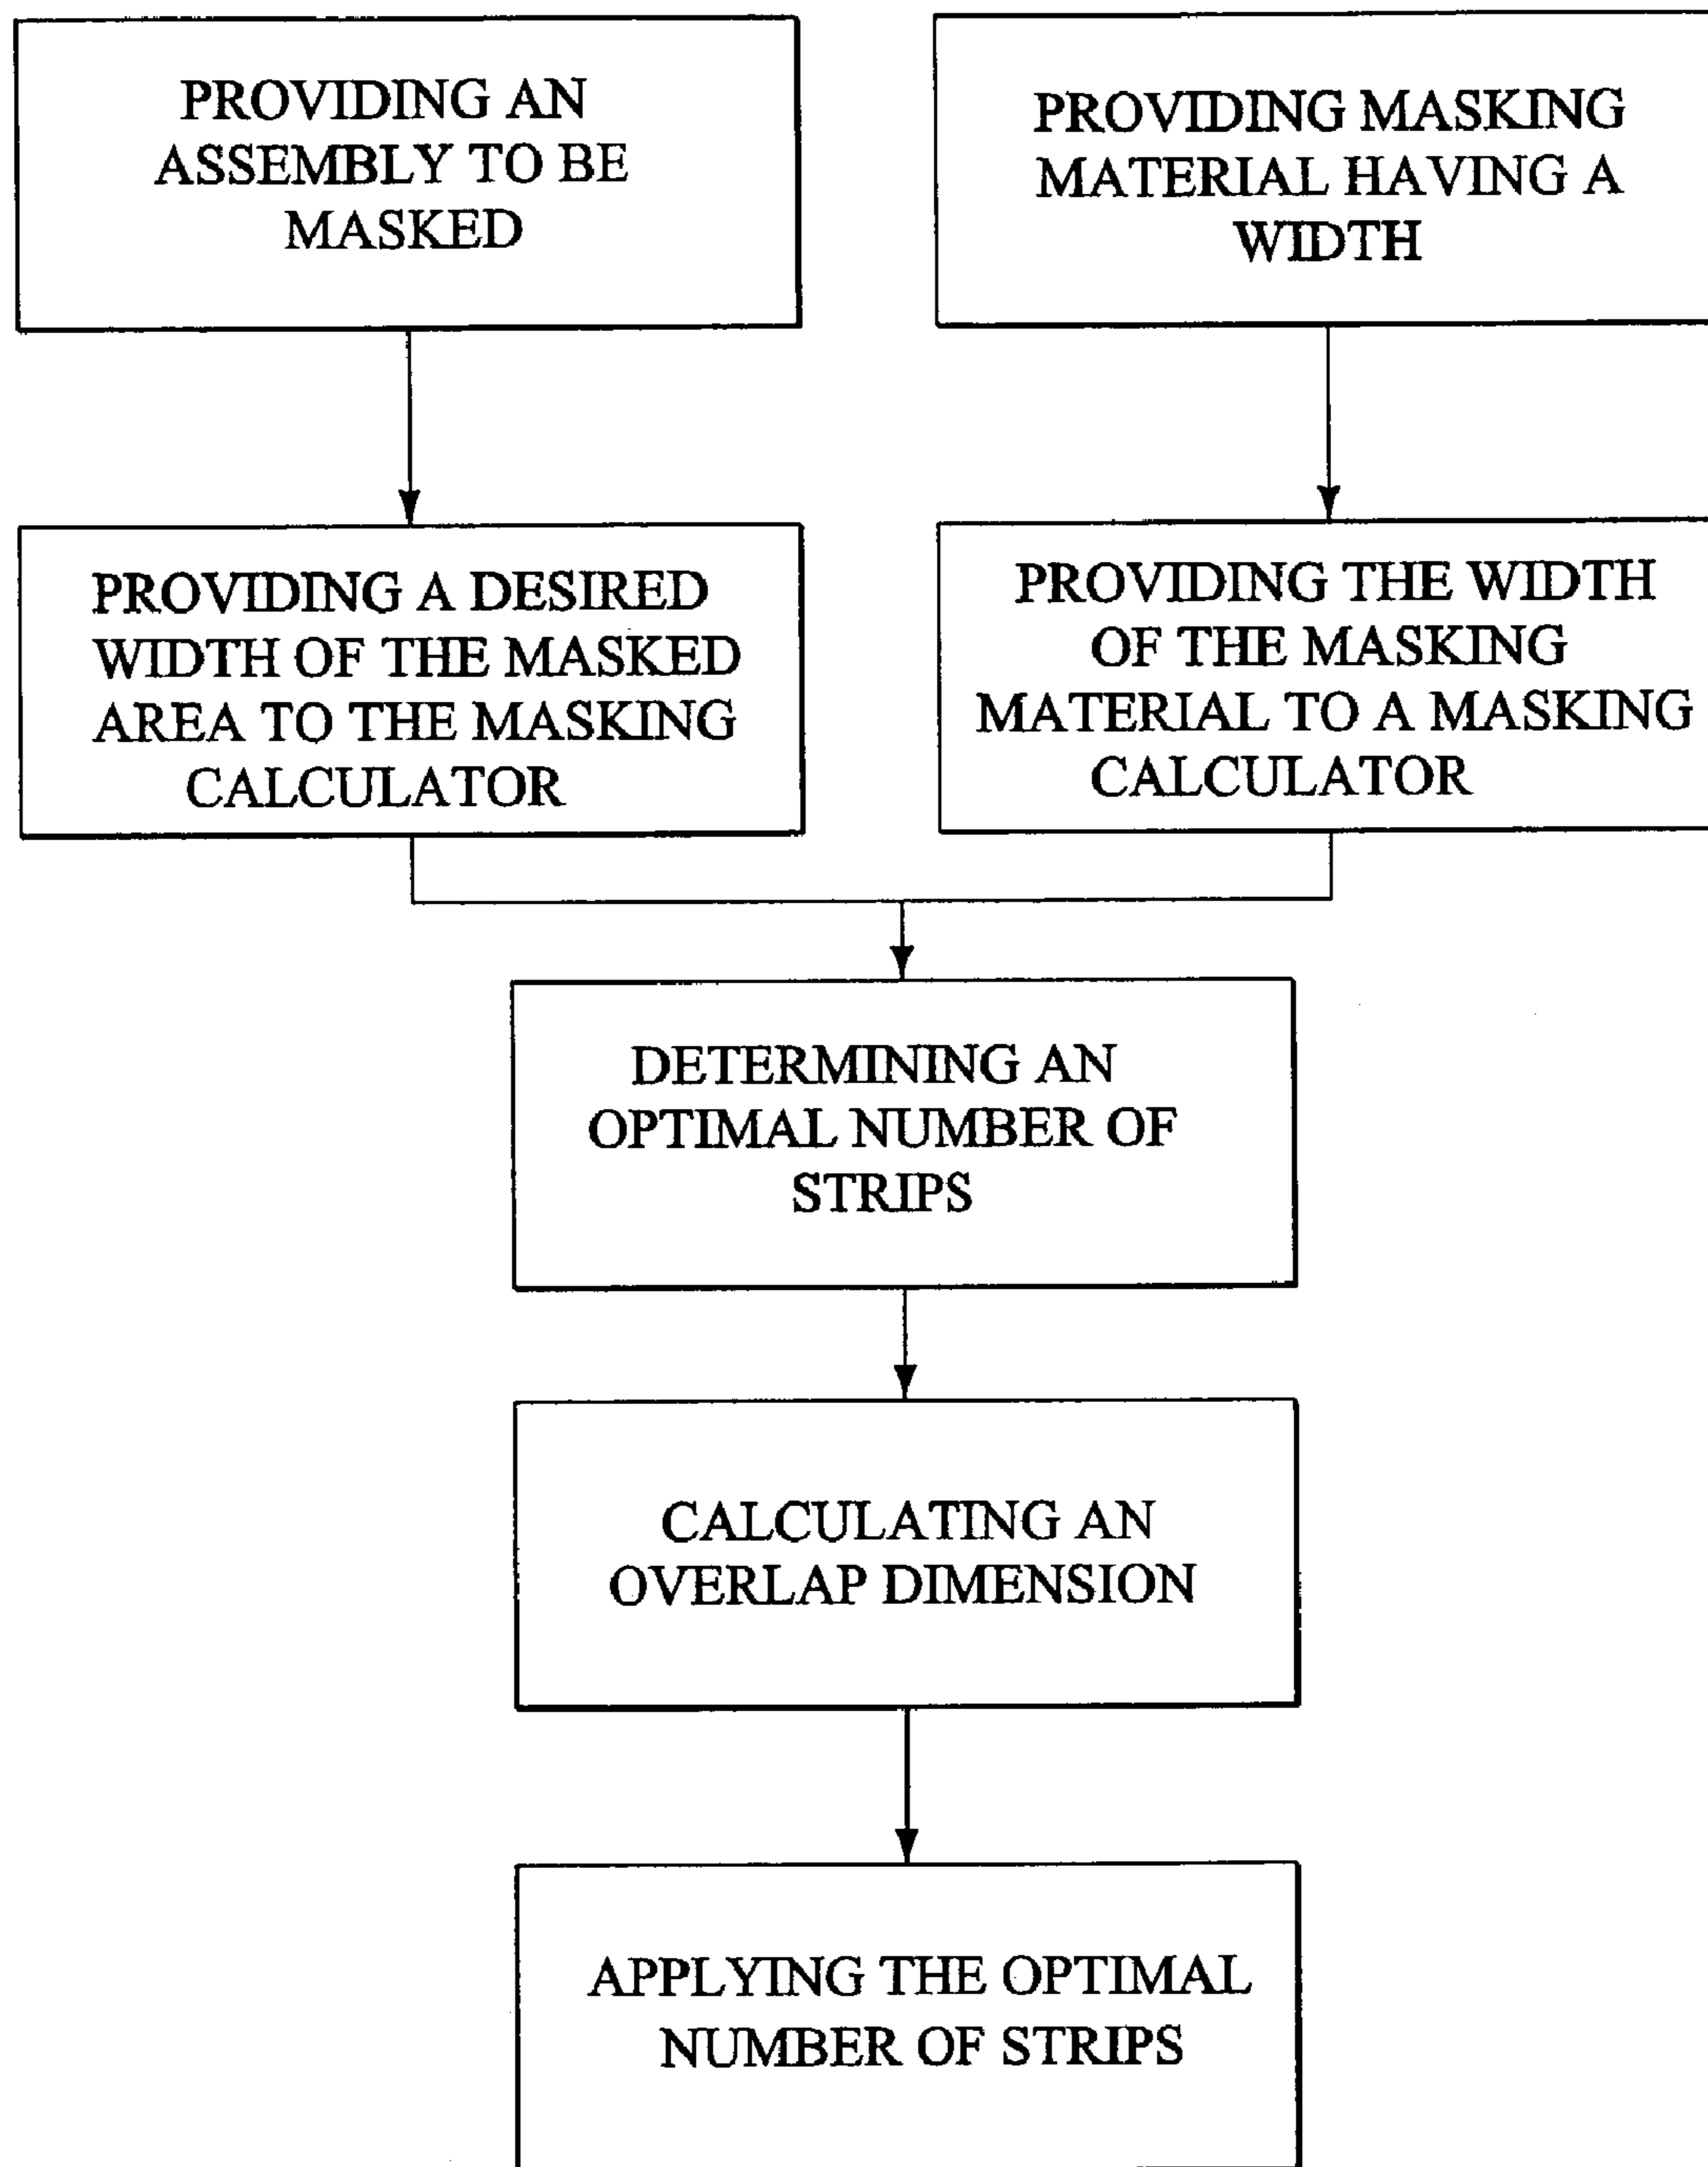 PROVIDING AN
ASSEMBLY TO BE
MASKED
PROVIDING MASKING
MATERIAL HAVING A
WIDTH
PROVIDING A DESIRED
WIDTH OF THE MASKED
AREA TO THE MASKING
CALCULATOR
PROVIDING THE WIDTH
OF THE MASKING
MATERIAL TO A MASKING
CALCULATOR
DETERMINING AN
OPTIMAL NUMBER OF
STRIPS
CALCULATING AN
OVERLAP DIMENSION
APPLYING THE OPTIMAL
NUMBER OF STRIPS